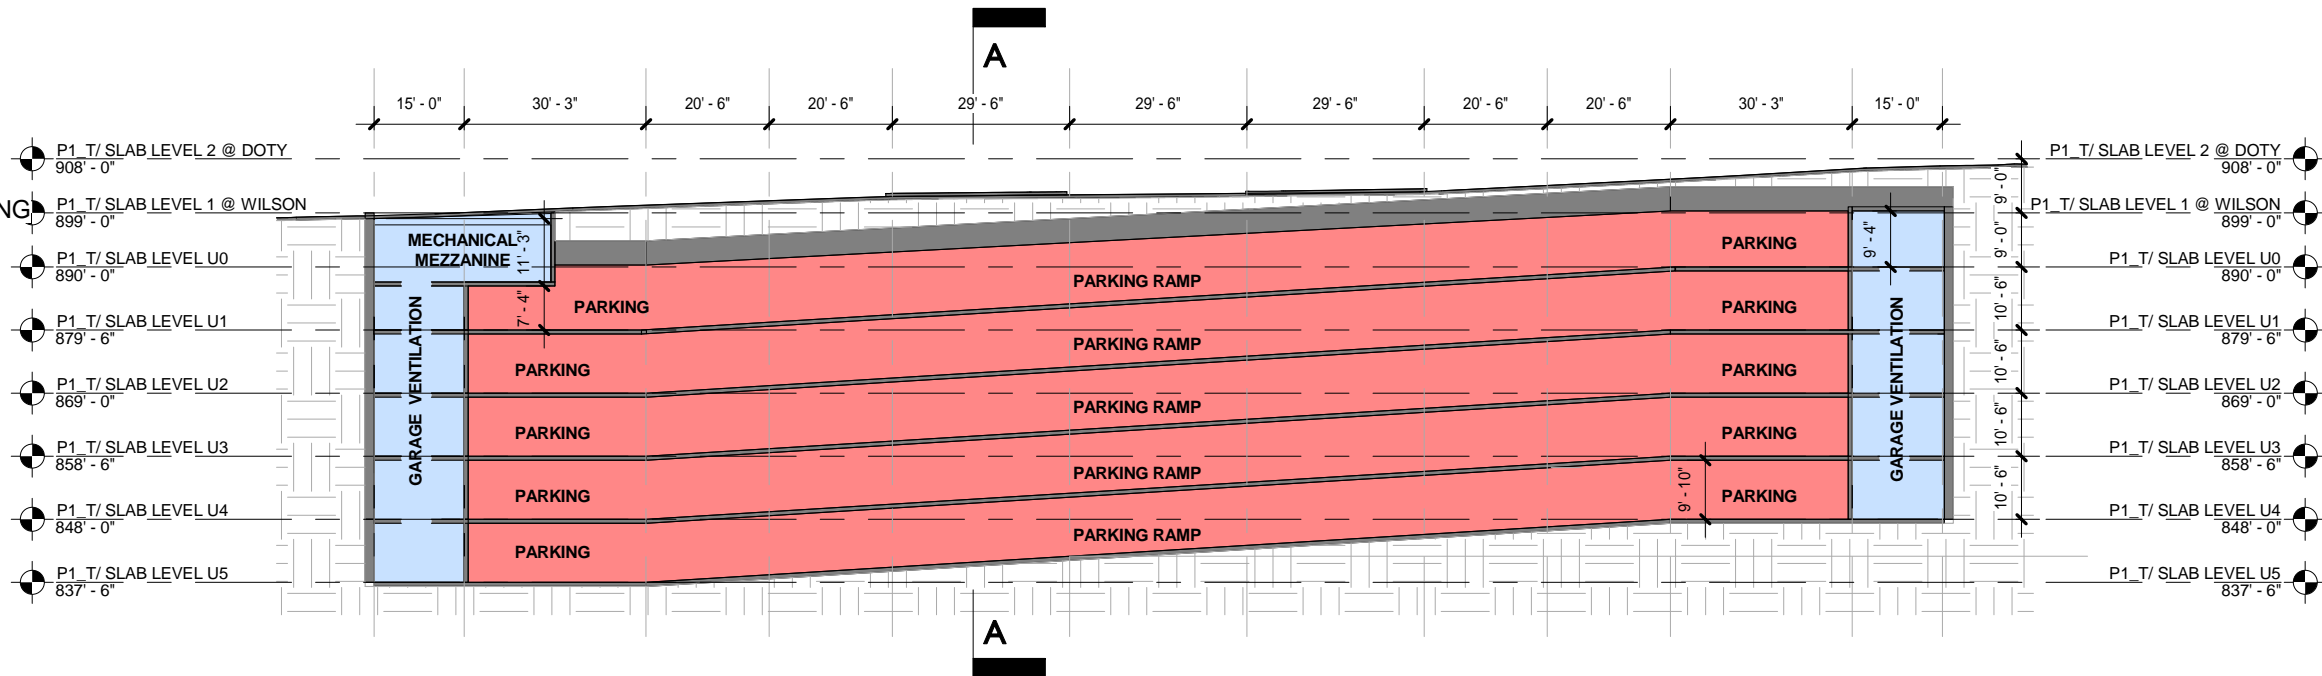 A
15' - 0" 30' - 3" 20' - 6" 20' - 6" 29' - 6" 29' - 6" 29' - 6" 20' - 6" 20' - 6" 30' - 3" 15' - 0"
P1_T/ SLAB LEVEL 2 @ DOTY
908' - 0"
NG
P1_T/ SLAB LEVEL 1 @ WILSON
899' - 0"
P1_T/ SLAB LEVEL U0
890' - 0"
P1_T/ SLAB LEVEL U1
879' - 6"
P1_T/ SLAB LEVEL U2
869' - 0"
P1_T/ SLAB LEVEL U3
858' - 6"
P1_T/ SLAB LEVEL U4
848' - 0"
P1_T/ SLAB LEVEL U5
837' - 6"
MECHANICAL
MEZZANINE
11' - 3"
7' - 4"
GARAGE VENTILATION
PARKING
PARKING
PARKING
PARKING
PARKING
PARKING RAMP
PARKING RAMP
PARKING RAMP
PARKING RAMP
PARKING RAMP
PARKING
PARKING
PARKING
PARKING
PARKING
9' - 10"
9' - 4"
GARAGE VENTILATION
9' - 0"
9' - 0"
10' - 6"
10' - 6"
10' - 6"
10' - 6"
P1_T/ SLAB LEVEL 2 @ DOTY
908' - 0"
P1_T/ SLAB LEVEL 1 @ WILSON
899' - 0"
P1_T/ SLAB LEVEL U0
890' - 0"
P1_T/ SLAB LEVEL U1
879' - 6"
P1_T/ SLAB LEVEL U2
869' - 0"
P1_T/ SLAB LEVEL U3
858' - 6"
P1_T/ SLAB LEVEL U4
848' - 0"
P1_T/ SLAB LEVEL U5
837' - 6"
A